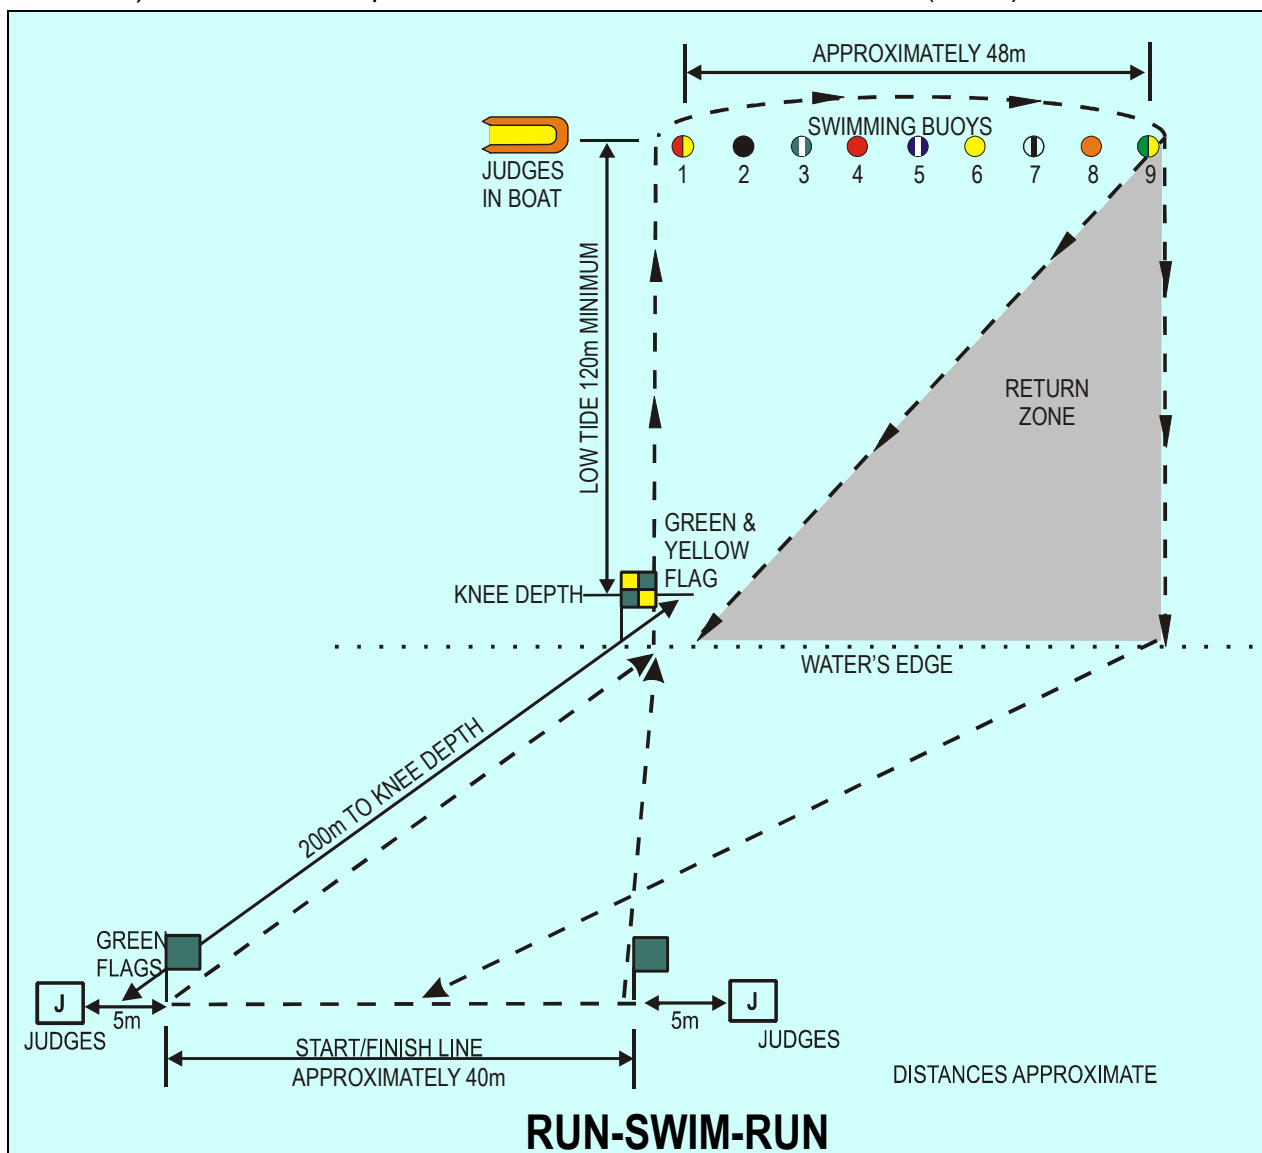 APPROXIMATELY 48m
SWIMMING BUOYS
1 2 3 4 5 6 7 8 9
JUDGES
IN BOAT
LOW TIDE 120m MINIMUM
RETURN
ZONE
GREEN &
YELLOW
FLAG
KNEE DEPTH
WATER'S EDGE
200m TO KNEE DEPTH
GREEN
FLAGS
J
5m
JUDGES
5m
J
JUDGES
START/FINISH LINE
APPROXIMATELY 40m
DISTANCES APPROXIMATE
RUN-SWIM-RUN